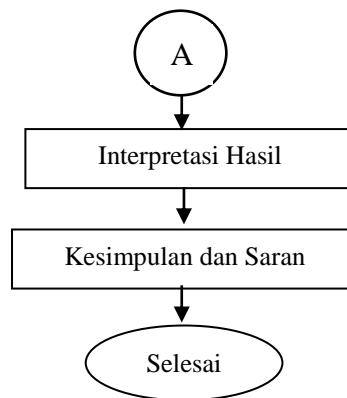 A
Interpretasi Hasil
Kesimpulan dan Saran
Selesai